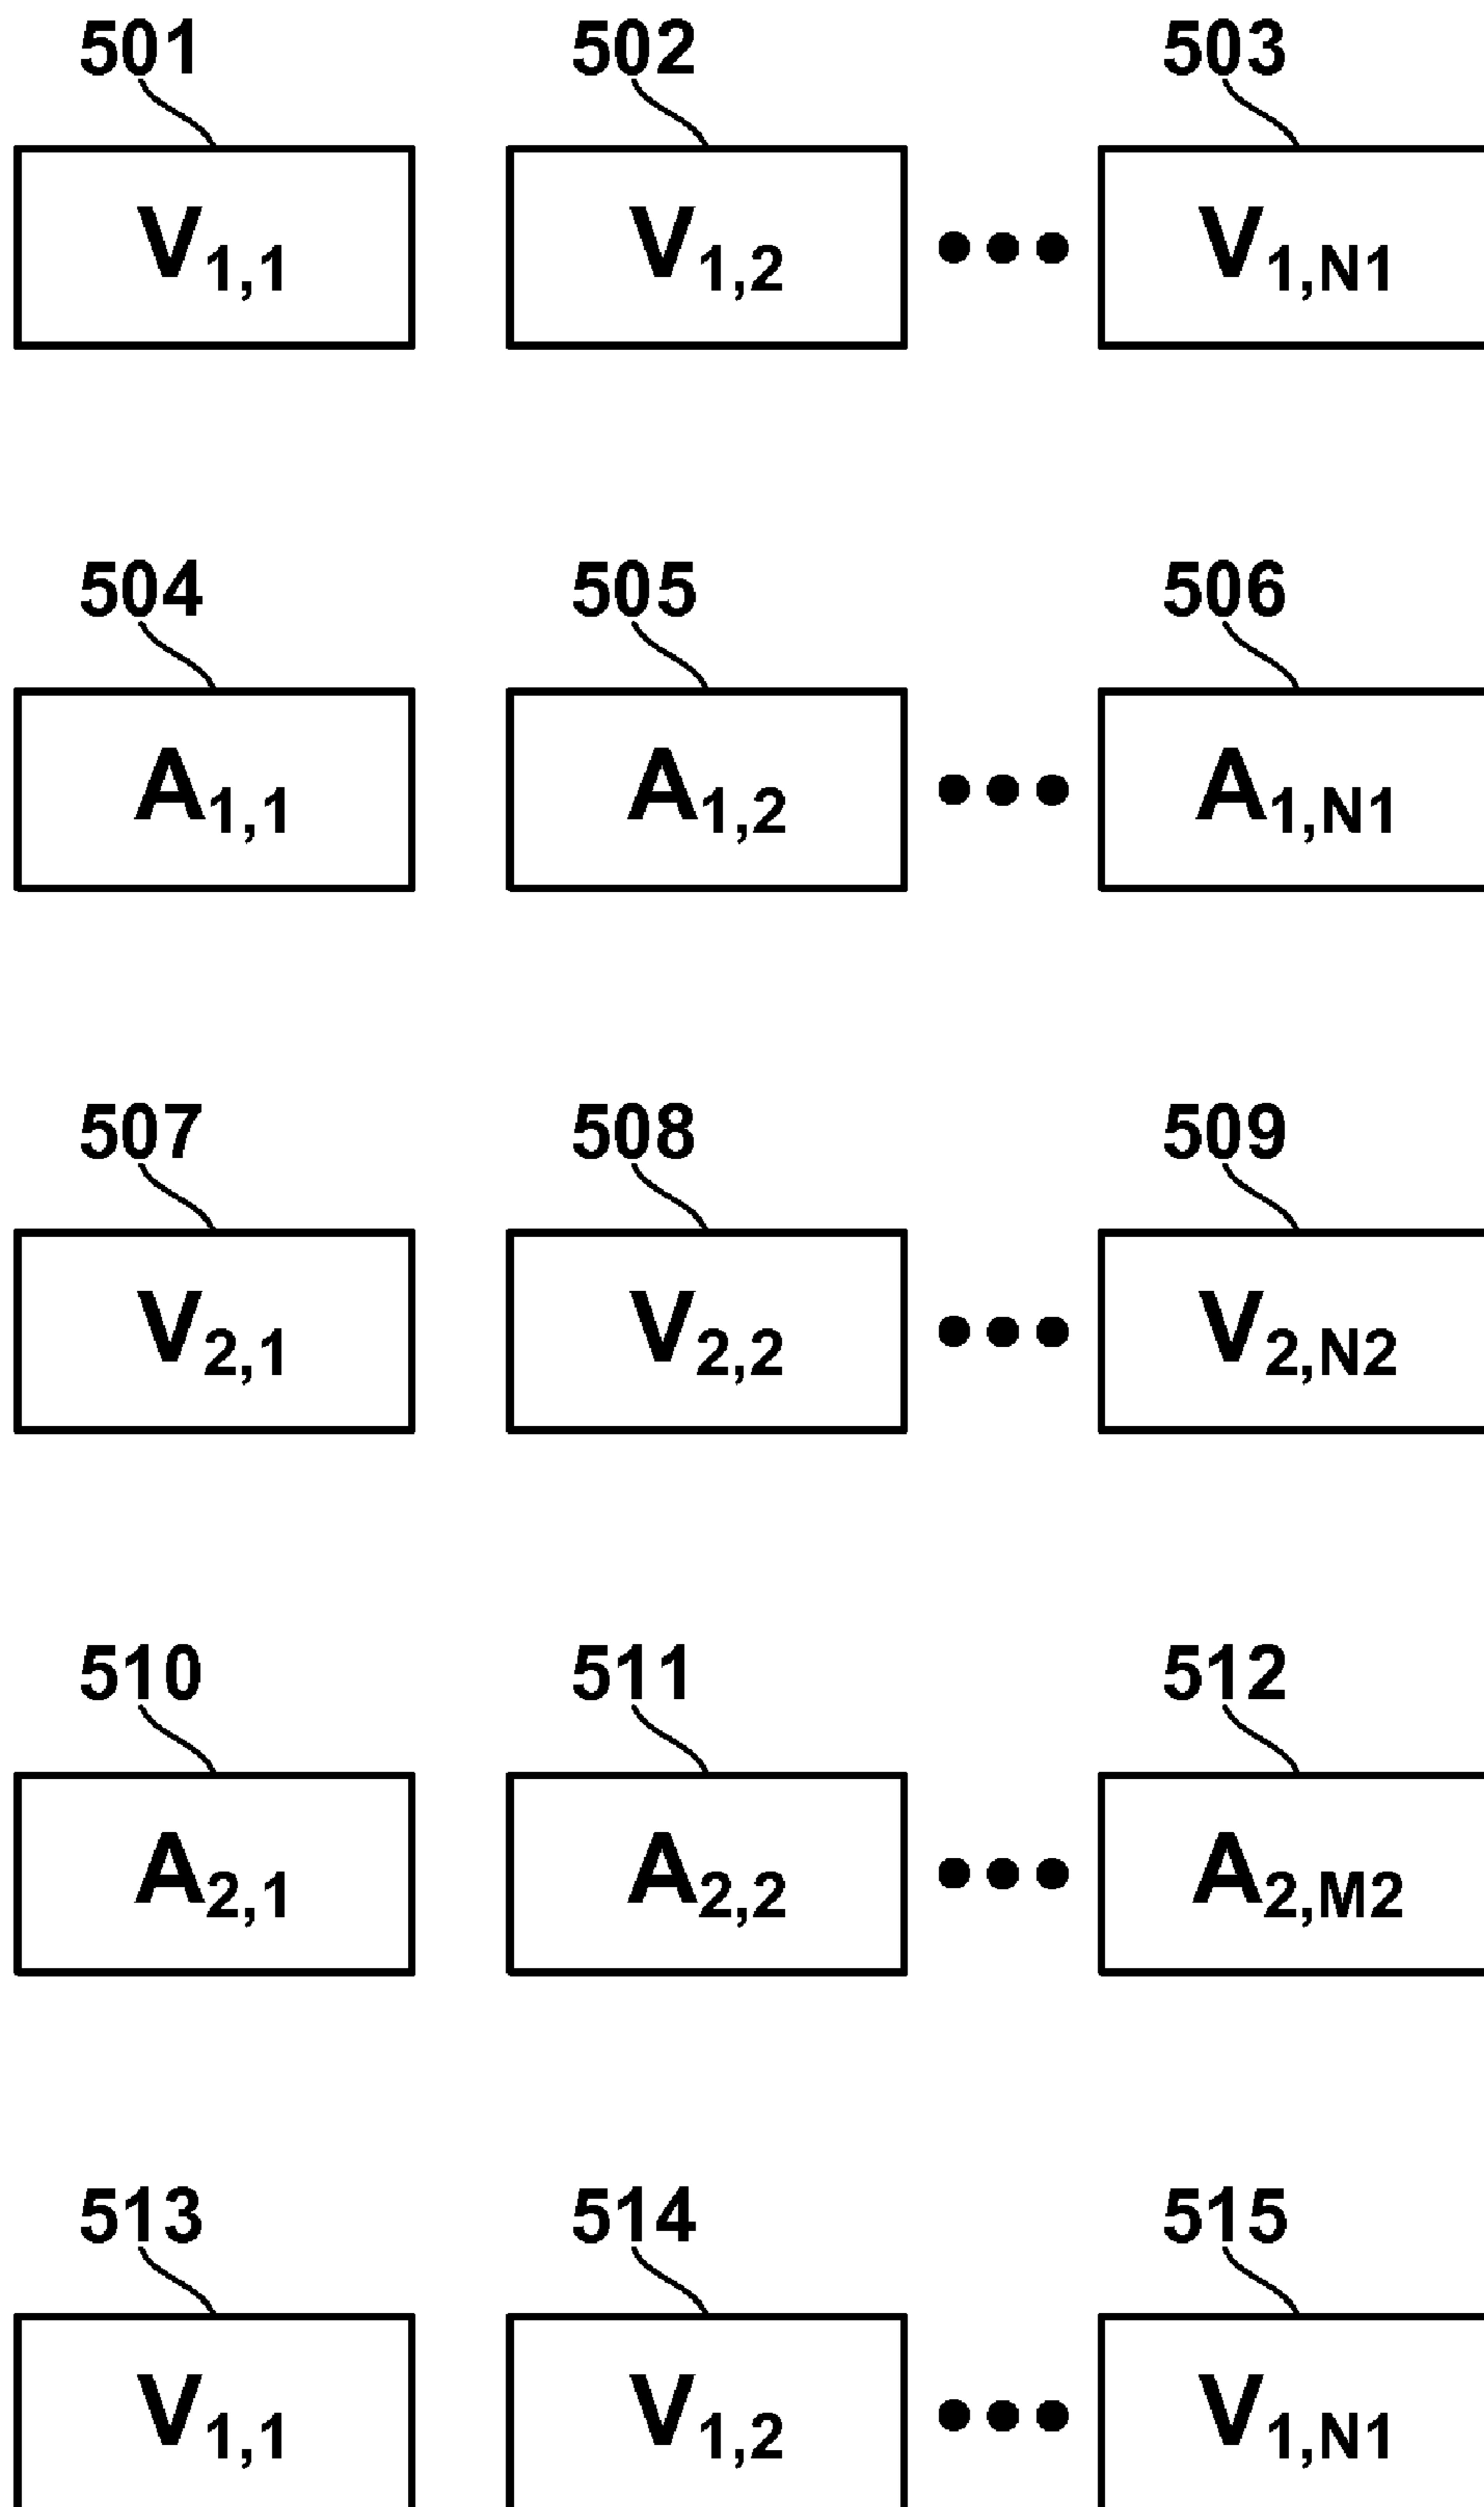 501 502 503
V1,1 V1,2 ••• V1,N1
504 505 506
A1,1 A1,2 ••• A1,N1
507 508 509
V2,1 V2,2 ••• V2,N2
510 511 512
A2,1 A2,2 ••• A2,M2
513 514 515
V1,1 V1,2 ••• V1,N1